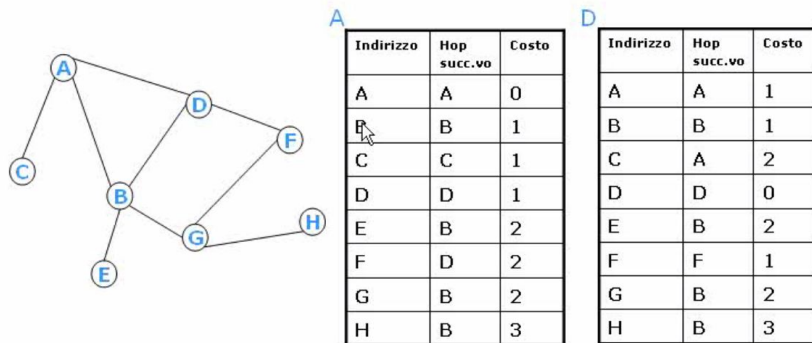 A
D
F
C
B
G
H
E
A
Indirizzo Hop succ.vo Costo
A A 0
B B 1
C C 1
D D 1
E B 2
F D 2
G B 2
H B 3
D
Indirizzo Hop succ.vo Costo
A A 1
B B 1
C A 2
D D 0
E B 2
F F 1
G B 2
H B 3